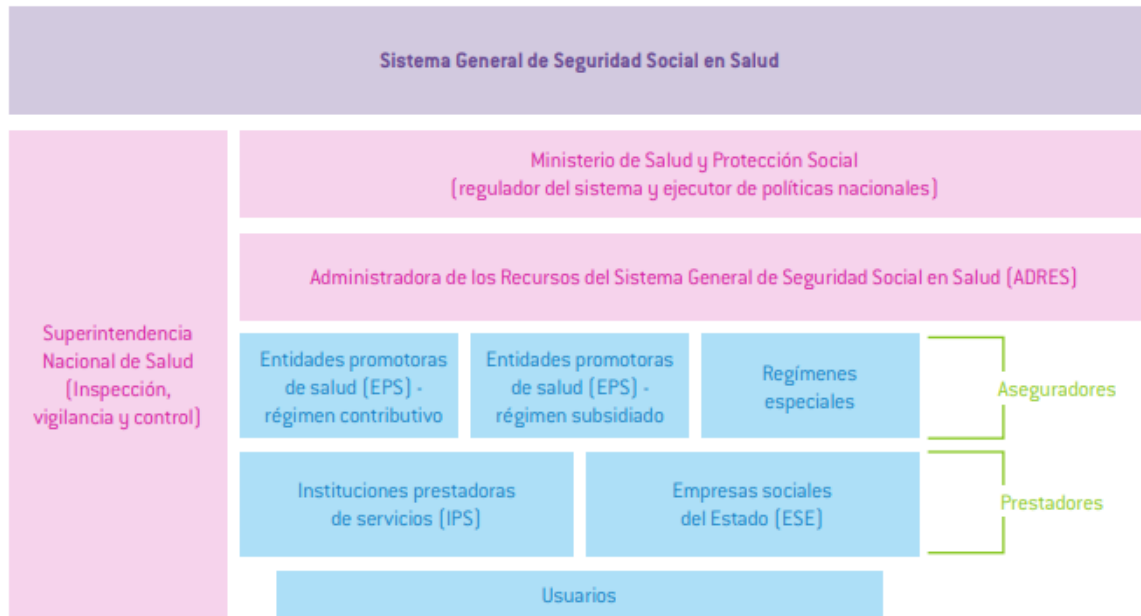 Sistema General de Seguridad Social en Salud
Ministerio de Salud y Protección Social
(regulador del sistema y ejecutor de políticas nacionales)
Administradora de los Recursos del Sistema General de Seguridad Social en Salud (ADRES)
Superintendencia
Nacional de Salud
(Inspección,
vigilancia y control)
Entidades promotoras
de salud (EPS) -
régimen contributivo
Entidades promotoras
de salud (EPS) -
régimen subsidiado
Regímenes
especiales
Aseguradores
Instituciones prestadoras
de servicios (IPS)
Empresas sociales
del Estado (ESE)
Prestadores
Usuarios